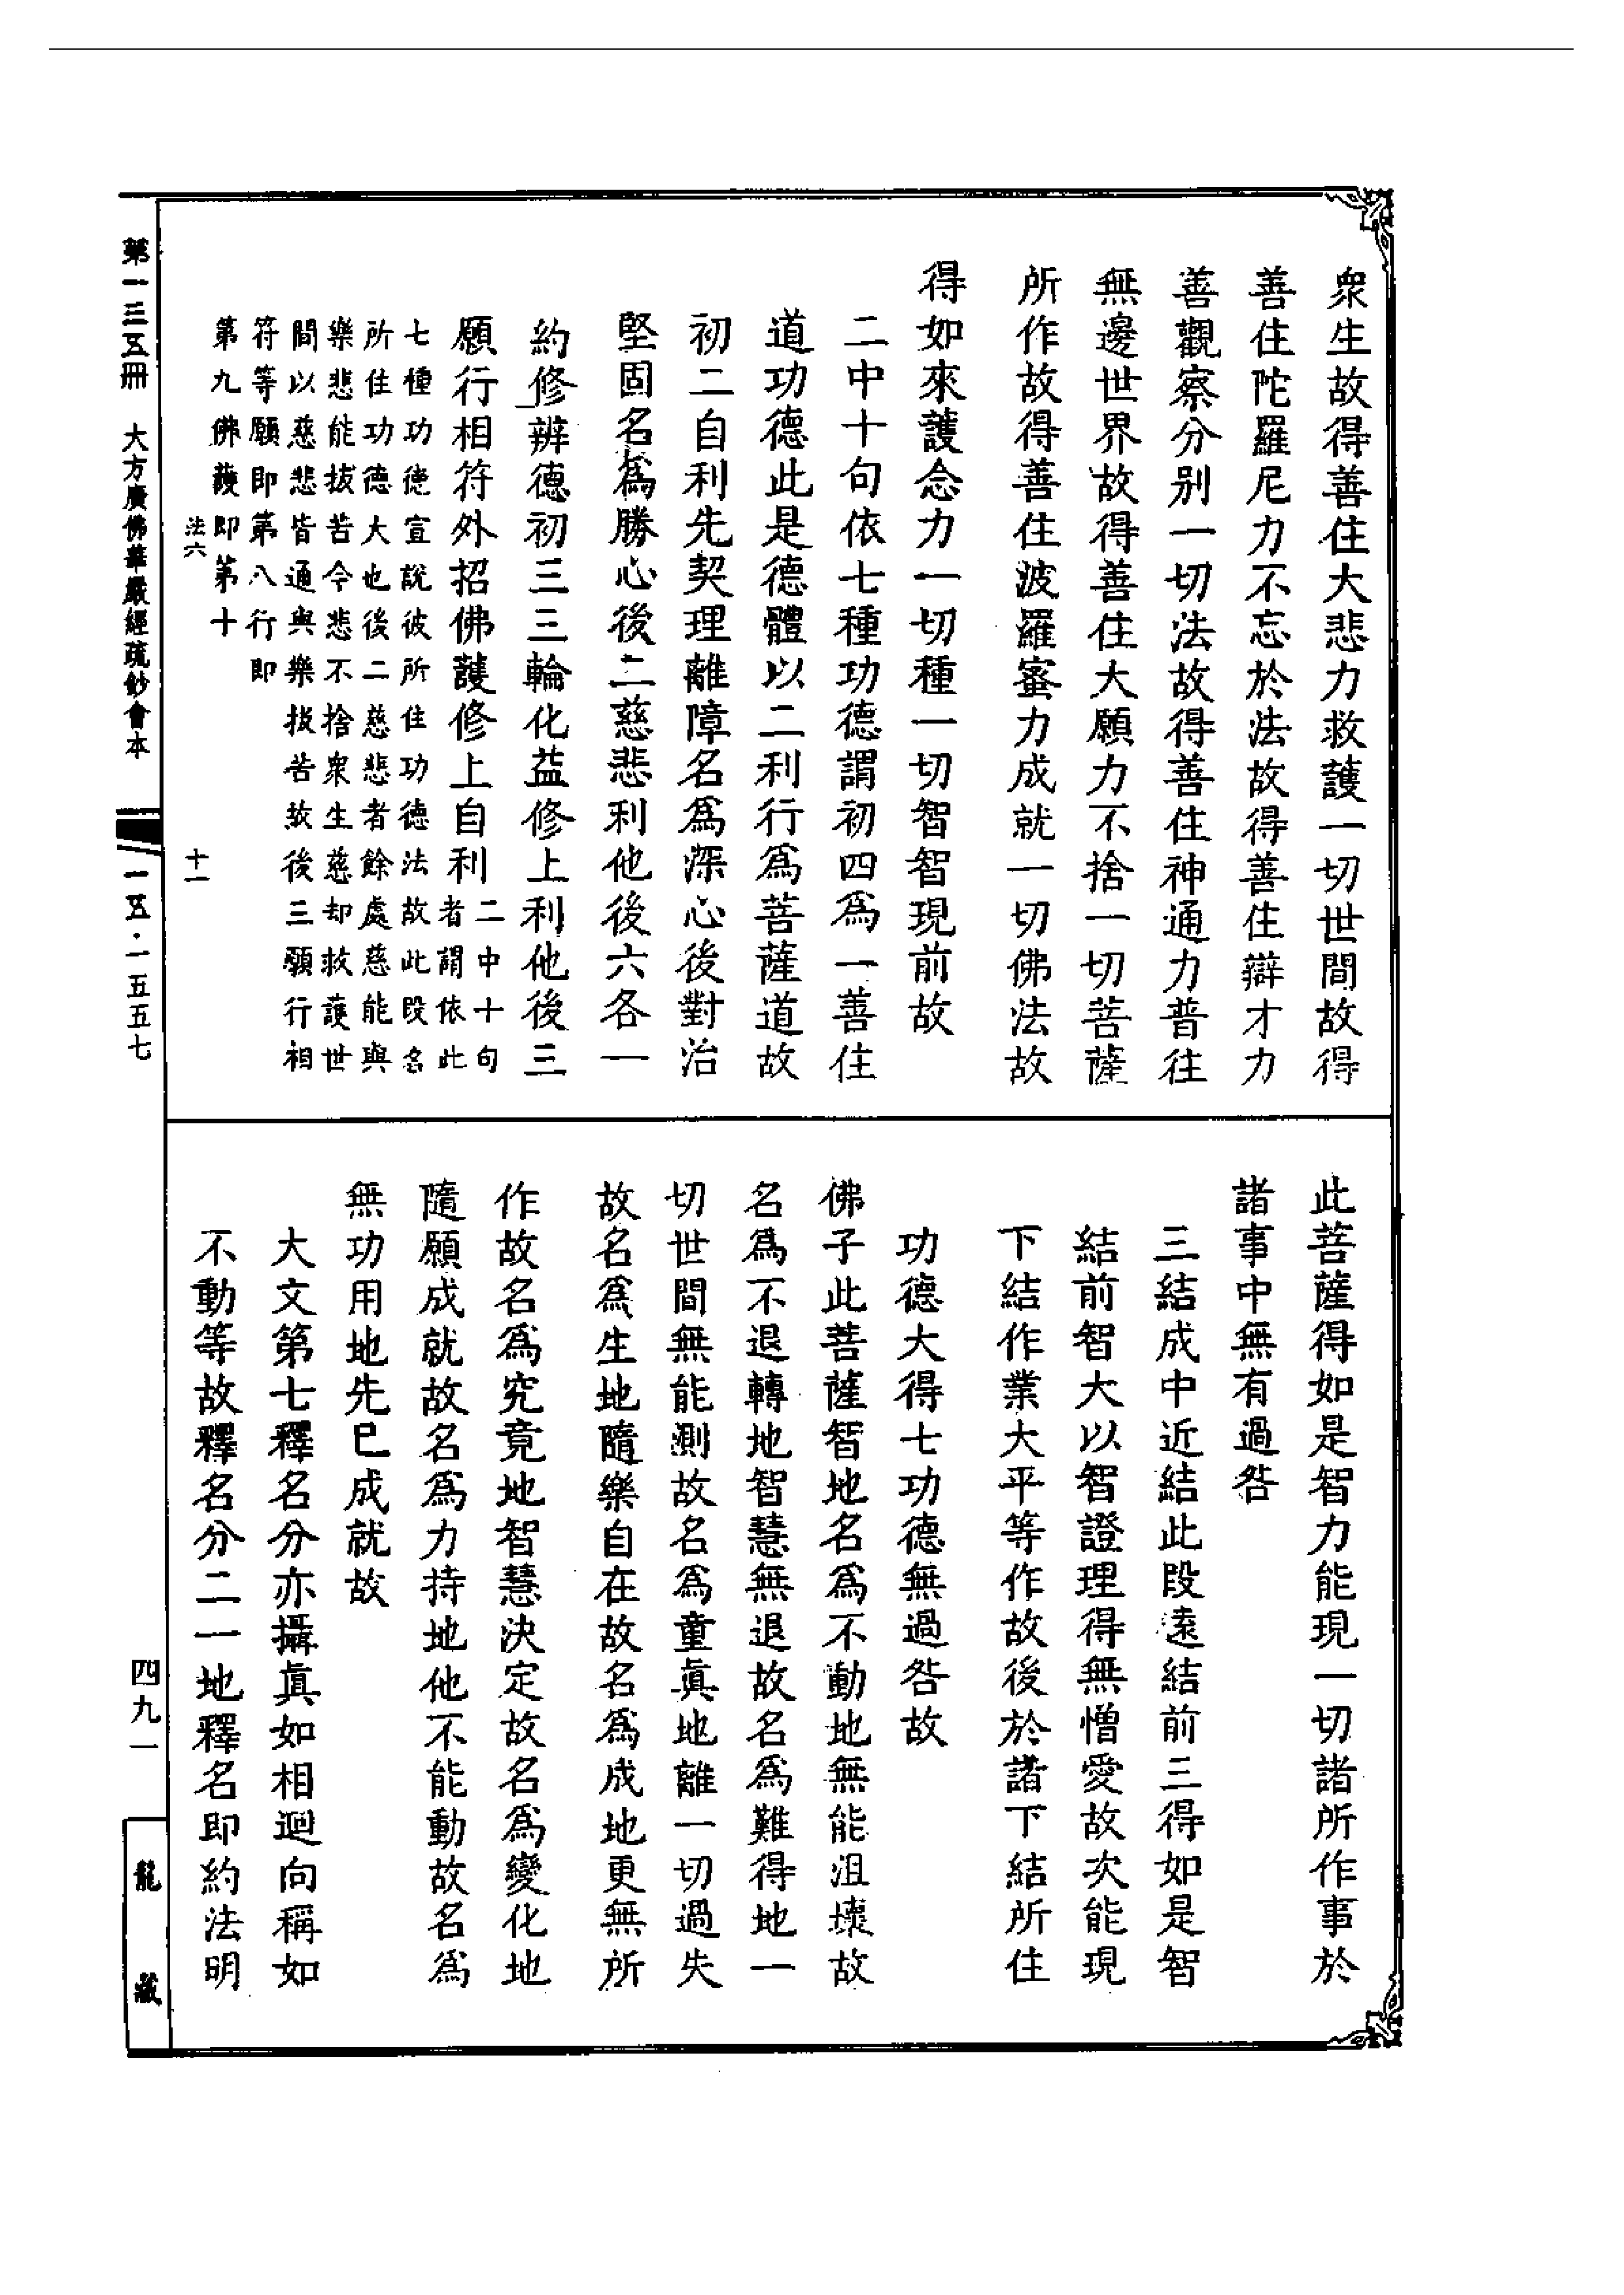 衆生故得善住大悲力救護一切世間故得
善住陀羅尼力不忘於法故得善住辯才力
善觀察分別一切法故得善住神通力普往
無邊世界故得善住大願力不捨一切菩薩
所作故得善住波羅蜜力成就一切佛法故
得如來護念力一切種一切智智現前故
二中十句依七種功德謂初四爲一善住
道功德此是德體以二利行爲菩薩道故
初二自利先契理離障名爲深心後對治
堅固名爲勝心後二慈悲利他後六各一
約修辨德初三三輪化益修上利他後三
願行相符外招佛護修上自利
二中十句
者謂依此
七種功德宣說彼所住功德法故此段名
所住功德大也後二慈悲者餘處慈能與
樂悲能拔苦今悲不捨衆生慈却救護世
間以慈悲皆通與樂拔苦故後三願行相
符等願即第八行即
第九佛護即第十
法六
十一
此菩薩得如是智力能現一切諸所作事於
諸事中無有過咎
三結成中近結此段遠結前三得如是智
結前智大以智證理得無憎愛故次能現
下結作業大平等作故後於諸下結所住
功德大得七功德無過咎故
佛子此菩薩智地名爲不動地無能沮壞故
名爲不退轉地智慧無退故名爲難得地一
切世間無能測故名爲童眞地離一切過失
故名爲生地隨樂自在故名爲成地更無所
作故名爲究竟地智慧決定故名爲變化地
隨願成就故名爲力持地他不能動故名爲
無功用地先已成就故
大文第七釋名分亦攝眞如相迴向稱如
不動等故釋名分二一地釋名即約法明
第一三五冊
大方廣佛華嚴經疏鈔會本
一五·一五五七
四九一
龍藏